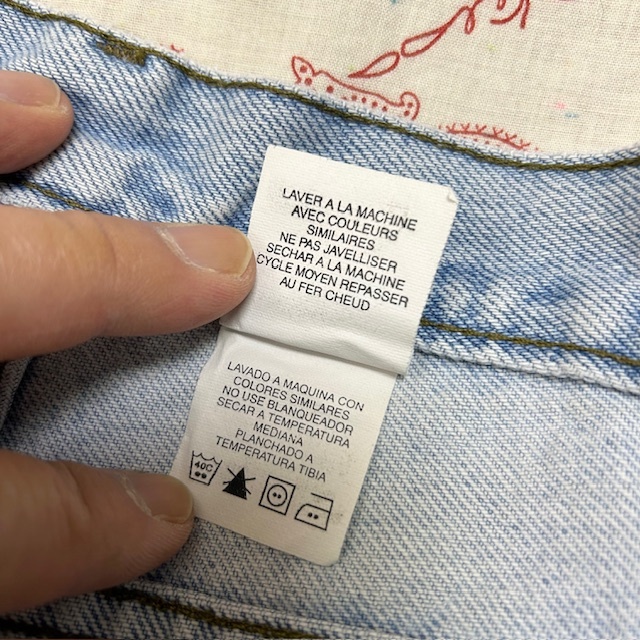 LAVER A LA MACHINE
AVEC COULEURS
SIMILAIRES
NE PAS JAVELLISER
SECHAR A LA MACHINE
CYCLE MOYEN REPASSER
AU FER CHEUD
LAVADO A MAQUINA CON
COLORES SIMILARES
NO USE BLANQUEADOR
SECAR A TEMPERATURA
MEDIANA
PLANCHADO A
TEMPERATURA TIBIA
40C